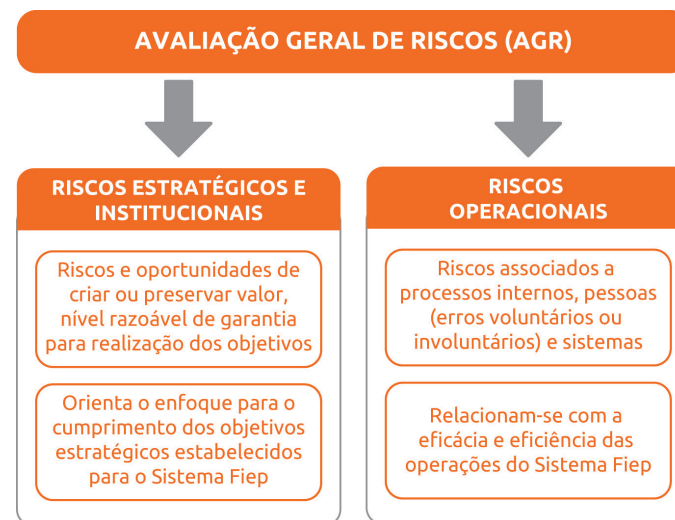 AVALIAÇÃO GERAL DE RISCOS (AGR)
RISCOS ESTRATÉGICOS E
INSTITUCIONAIS
Riscos e oportunidades de
criar ou preservar valor,
nível razoável de garantia
para realização dos objetivos
Orienta o enfoque para o
cumprimento dos objetivos
estratégicos estabelecidos
para o Sistema Fiep
RISCOS
OPERACIONAIS
Riscos associados a
processos internos, pessoas
(erros voluntários ou
involuntários) e sistemas
Relacionam-se com a
eficácia e eficiência das
operações do Sistema Fiep